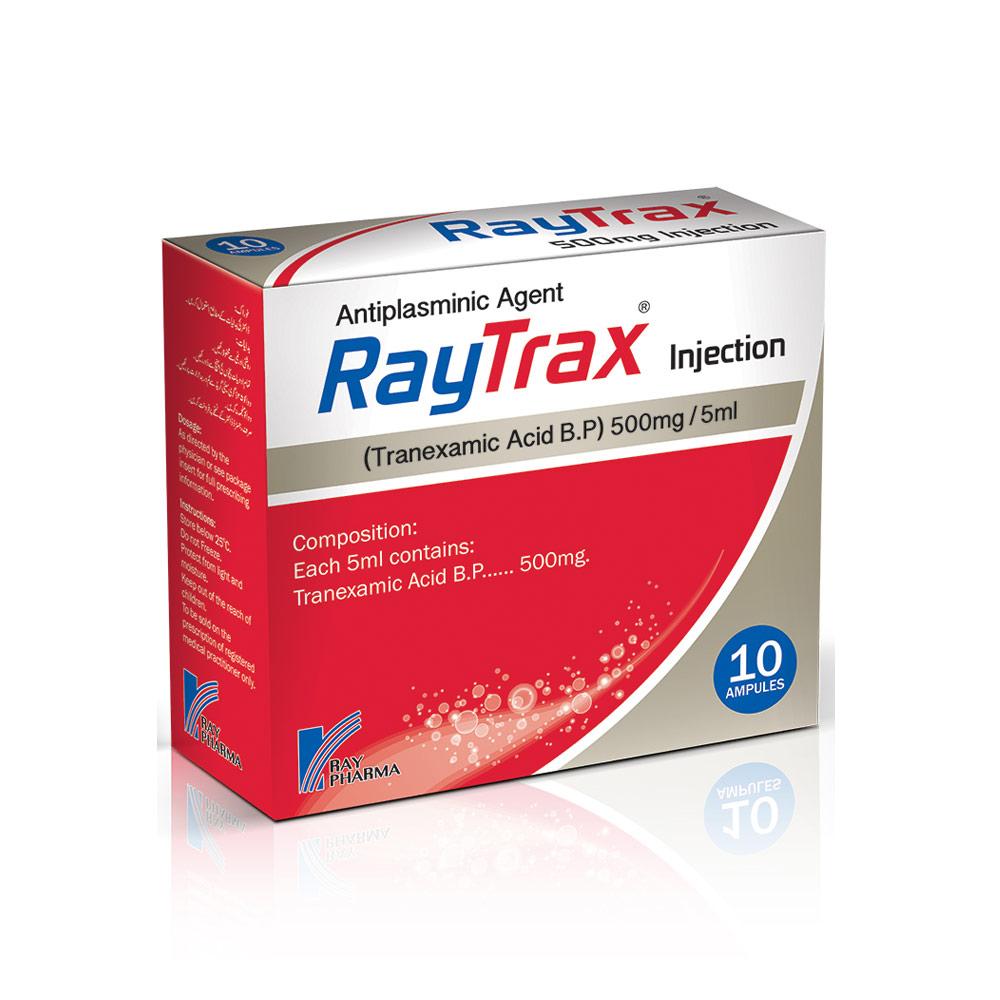 10
AMPULES
RayTrax®
500mg Injection
Antiplasminic Agent
RayTrax® Injection
(Tranexamic Acid B.P) 500mg / 5ml
Composition:
Each 5ml contains:
Tranexamic Acid B.P...... 500mg.
10
AMPULES
RAY
PHARMA
Dosage:
As directed by the
physician or see package
insert for full prescribing
information.
Instructions:
Store below 25°C.
Do not Freeze.
Protect from light and
moisture.
Keep out of the reach of
children.
To be sold on the
prescription of registered
medical practitioner only.
RAY
PHARMA